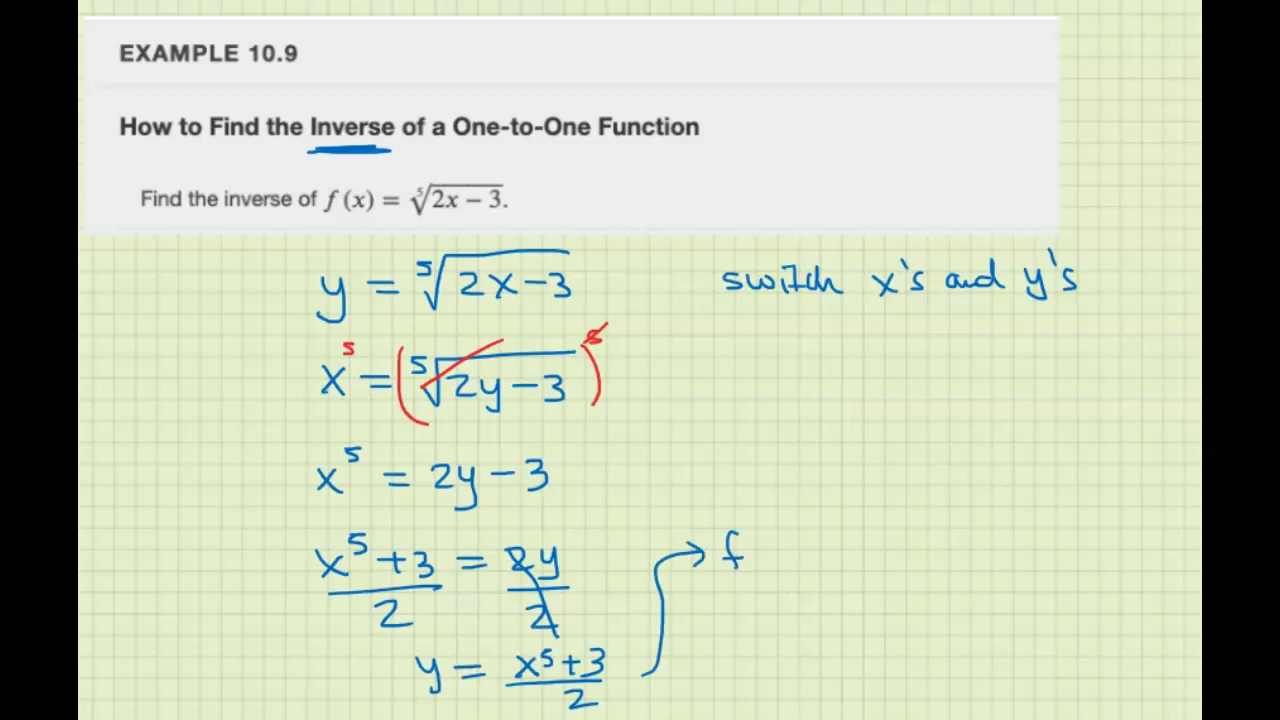 EXAMPLE 10.9
How to Find the Inverse of a One-to-One Function
Find the inverse of f (x) = ⁵√(2x – 3).
y = ⁵√(2x-3) switch x's and y's
x⁵ = (⁵√(2y-3))⁵
x⁵ = 2y-3
(x⁵+3)/2 = 2y/2 → f
y = (x⁵+3)/2